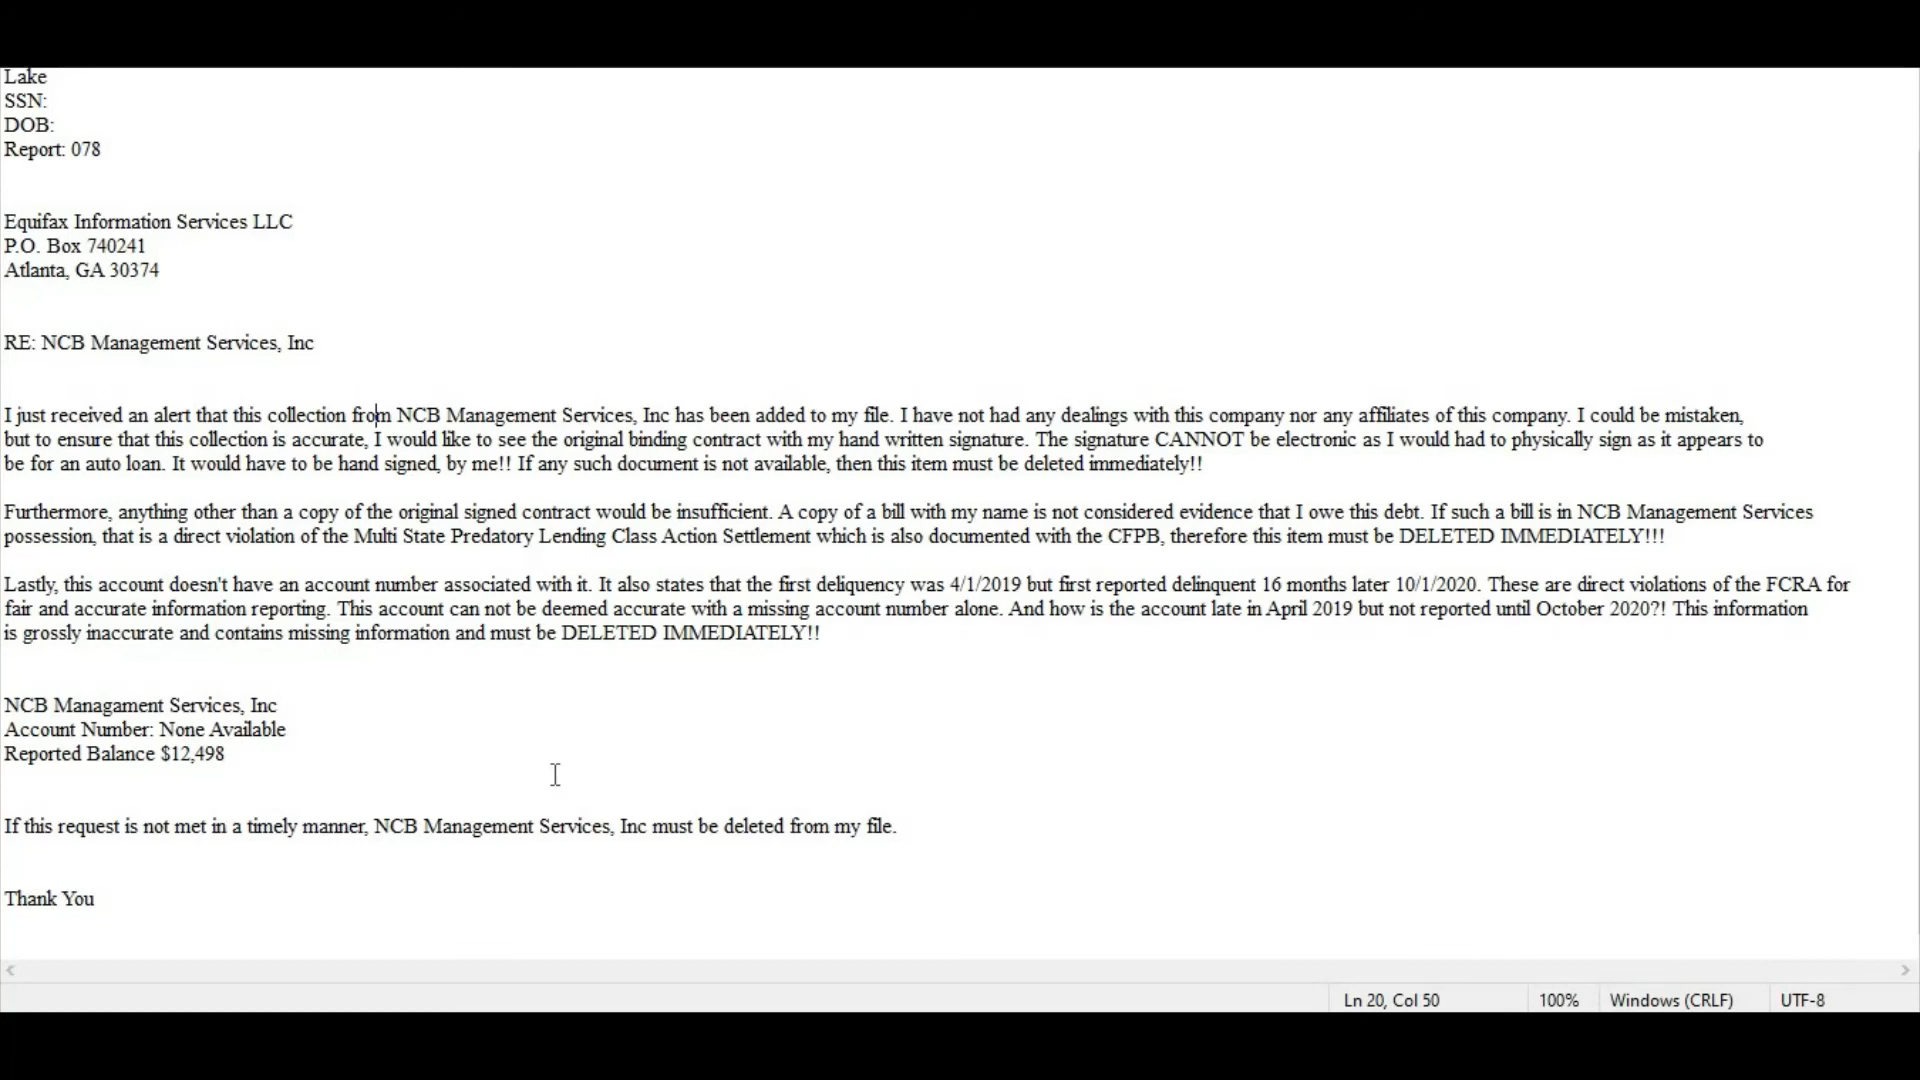 Lake
SSN:
DOB:
Report: 078
Equifax Information Services LLC
P.O. Box 740241
Atlanta, GA 30374
RE: NCB Management Services, Inc
I just received an alert that this collection from NCB Management Services, Inc has been added to my file. I have not had any dealings with this company nor any affiliates of this company. I could be mistaken,
but to ensure that this collection is accurate, I would like to see the original binding contract with my hand written signature. The signature CANNOT be electronic as I would had to physically sign as it appears to
be for an auto loan. It would have to be hand signed, by me!! If any such document is not available, then this item must be deleted immediately!!
Furthermore, anything other than a copy of the original signed contract would be insufficient. A copy of a bill with my name is not considered evidence that I owe this debt. If such a bill is in NCB Management Services
possession, that is a direct violation of the Multi State Predatory Lending Class Action Settlement which is also documented with the CFPB, therefore this item must be DELETED IMMEDIATELY!!!
Lastly, this account doesn't have an account number associated with it. It also states that the first deliquency was 4/1/2019 but first reported delinquent 16 months later 10/1/2020. These are direct violations of the FCRA for
fair and accurate information reporting. This account can not be deemed accurate with a missing account number alone. And how is the account late in April 2019 but not reported until October 2020?! This information
is grossly inaccurate and contains missing information and must be DELETED IMMEDIATELY!!
NCB Managament Services, Inc
Account Number: None Available
Reported Balance $12,498
If this request is not met in a timely manner, NCB Management Services, Inc must be deleted from my file.
Thank You
Ln 20, Col 50 100% Windows (CRLF) UTF-8